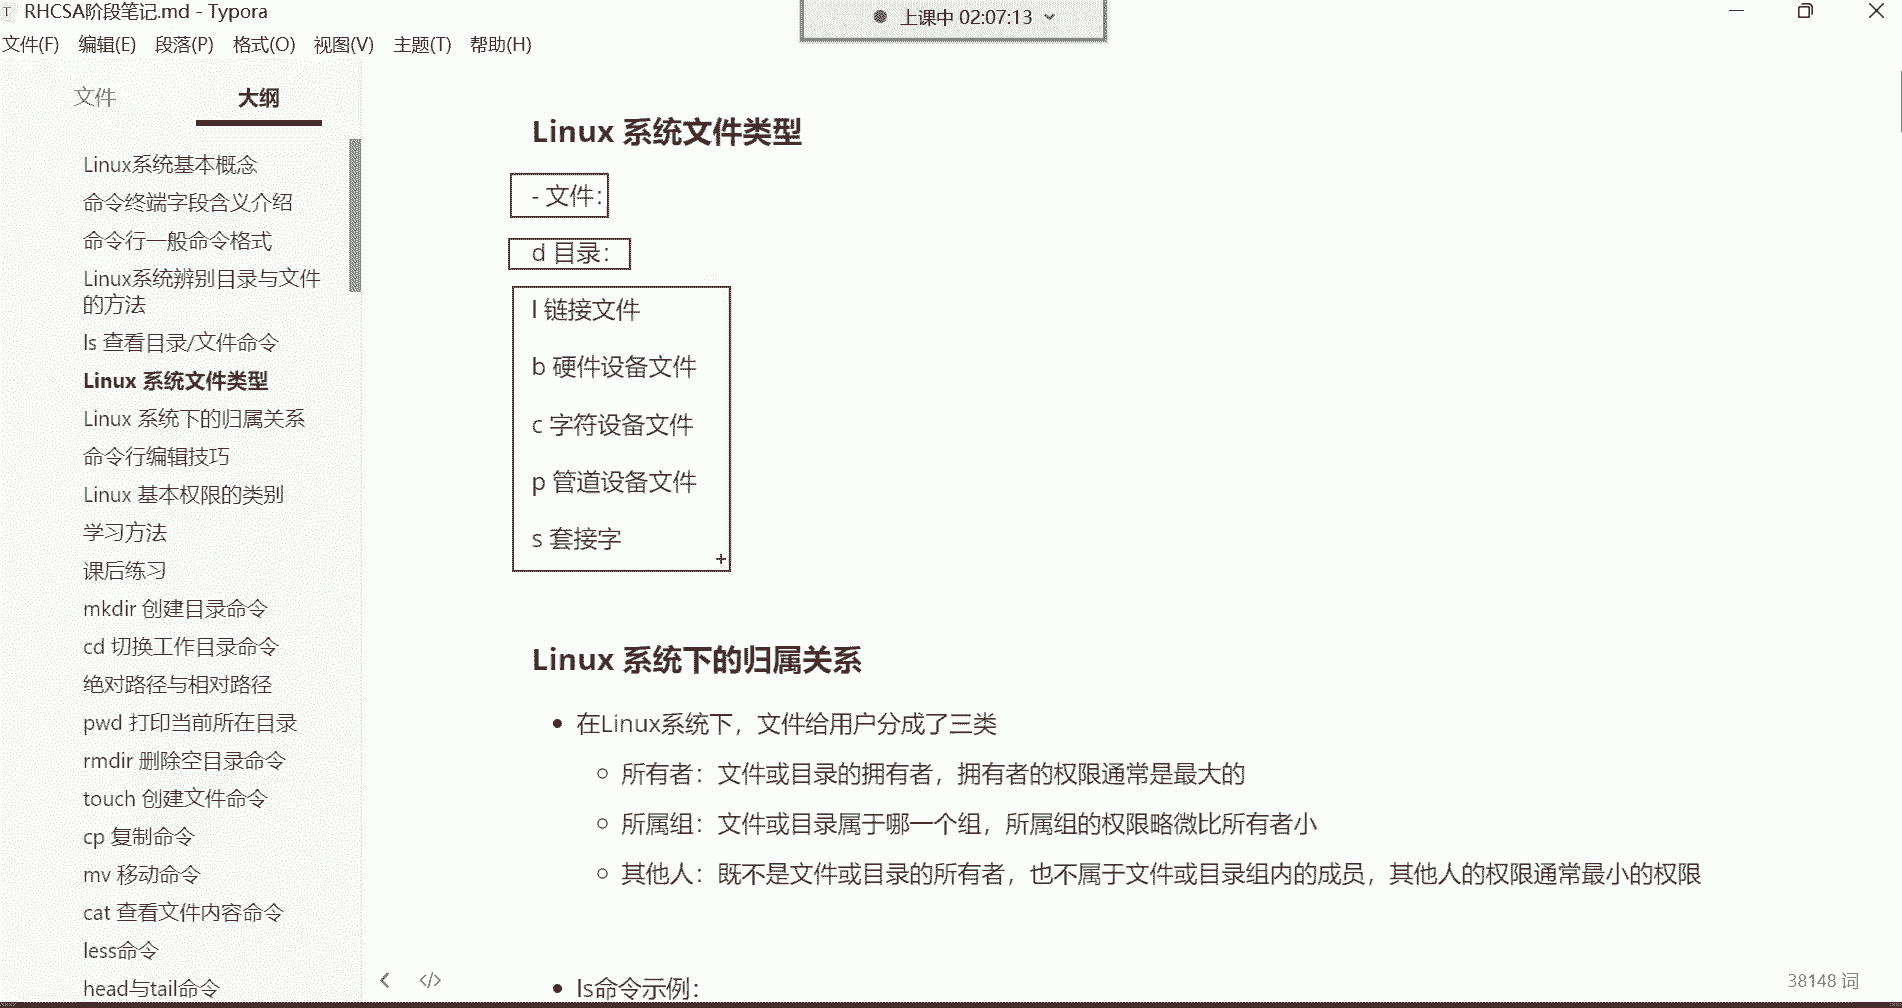 RHCSA阶段笔记.md - Typora
上课中 02:07:13
文件(F) 编辑(E) 段落(P) 格式(O) 视图(V) 主题(T) 帮助(H)
文件 大纲
Linux系统基本概念
命令终端字段含义介绍
命令行一般命令格式
Linux系统辨别目录与文件
的方法
ls 查看目录/文件命令
Linux 系统文件类型
Linux 系统下的归属关系
命令行编辑技巧
Linux 基本权限的类别
学习方法
课后练习
mkdir 创建目录命令
cd 切换工作目录命令
绝对路径与相对路径
pwd 打印当前所在目录
rmdir 删除空目录命令
touch 创建文件命令
cp 复制命令
mv 移动命令
cat 查看文件内容命令
less命令
head与tail命令
Linux 系统文件类型
- 文件:
d 目录:
l 链接文件
b 硬件设备文件
c 字符设备文件
p 管道设备文件
s 套接字
Linux 系统下的归属关系
• 在Linux系统下，文件给用户分成了三类
○ 所有者：文件或目录的拥有者，拥有者的权限通常是最大的
○ 所属组：文件或目录属于哪一个组，所属组的权限略微比所有者小
○ 其他人：既不是文件或目录的所有者，也不属于文件或目录组内的成员，其他人的权限通常最小的权限
• ls命令示例：
38148 词